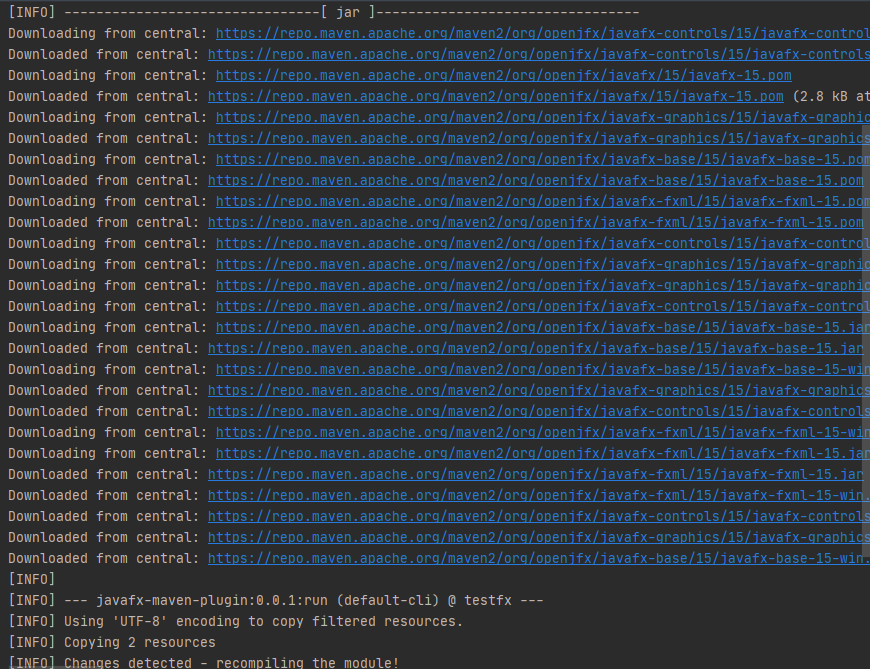 [INFO] --------------------------------[ jar ]---------------------------------
Downloading from central: https://repo.maven.apache.org/maven2/org/openjfx/javafx-controls/15/javafx-control
Downloaded from central: https://repo.maven.apache.org/maven2/org/openjfx/javafx-controls/15/javafx-controls
Downloading from central: https://repo.maven.apache.org/maven2/org/openjfx/javafx/15/javafx-15.pom
Downloaded from central: https://repo.maven.apache.org/maven2/org/openjfx/javafx/15/javafx-15.pom (2.8 kB at
Downloading from central: https://repo.maven.apache.org/maven2/org/openjfx/javafx-graphics/15/javafx-graphic
Downloaded from central: https://repo.maven.apache.org/maven2/org/openjfx/javafx-graphics/15/javafx-graphics
Downloading from central: https://repo.maven.apache.org/maven2/org/openjfx/javafx-base/15/javafx-base-15.pom
Downloaded from central: https://repo.maven.apache.org/maven2/org/openjfx/javafx-base/15/javafx-base-15.pom
Downloading from central: https://repo.maven.apache.org/maven2/org/openjfx/javafx-fxml/15/javafx-fxml-15.pom
Downloaded from central: https://repo.maven.apache.org/maven2/org/openjfx/javafx-fxml/15/javafx-fxml-15.pom
Downloading from central: https://repo.maven.apache.org/maven2/org/openjfx/javafx-controls/15/javafx-control
Downloading from central: https://repo.maven.apache.org/maven2/org/openjfx/javafx-graphics/15/javafx-graphic
Downloading from central: https://repo.maven.apache.org/maven2/org/openjfx/javafx-graphics/15/javafx-graphic
Downloading from central: https://repo.maven.apache.org/maven2/org/openjfx/javafx-controls/15/javafx-control
Downloading from central: https://repo.maven.apache.org/maven2/org/openjfx/javafx-base/15/javafx-base-15.jar
Downloaded from central: https://repo.maven.apache.org/maven2/org/openjfx/javafx-base/15/javafx-base-15.jar
Downloading from central: https://repo.maven.apache.org/maven2/org/openjfx/javafx-base/15/javafx-base-15-win
Downloaded from central: https://repo.maven.apache.org/maven2/org/openjfx/javafx-graphics/15/javafx-graphics
Downloaded from central: https://repo.maven.apache.org/maven2/org/openjfx/javafx-controls/15/javafx-controls
Downloading from central: https://repo.maven.apache.org/maven2/org/openjfx/javafx-fxml/15/javafx-fxml-15-win
Downloading from central: https://repo.maven.apache.org/maven2/org/openjfx/javafx-fxml/15/javafx-fxml-15.jar
Downloaded from central: https://repo.maven.apache.org/maven2/org/openjfx/javafx-fxml/15/javafx-fxml-15.jar
Downloaded from central: https://repo.maven.apache.org/maven2/org/openjfx/javafx-fxml/15/javafx-fxml-15-win.
Downloaded from central: https://repo.maven.apache.org/maven2/org/openjfx/javafx-controls/15/javafx-controls
Downloaded from central: https://repo.maven.apache.org/maven2/org/openjfx/javafx-graphics/15/javafx-graphics
Downloaded from central: https://repo.maven.apache.org/maven2/org/openjfx/javafx-base/15/javafx-base-15-win.
[INFO]
[INFO] --- javafx-maven-plugin:0.0.1:run (default-cli) @ testfx ---
[INFO] Using 'UTF-8' encoding to copy filtered resources.
[INFO] Copying 2 resources
[INFO] Changes detected - recompiling the module!